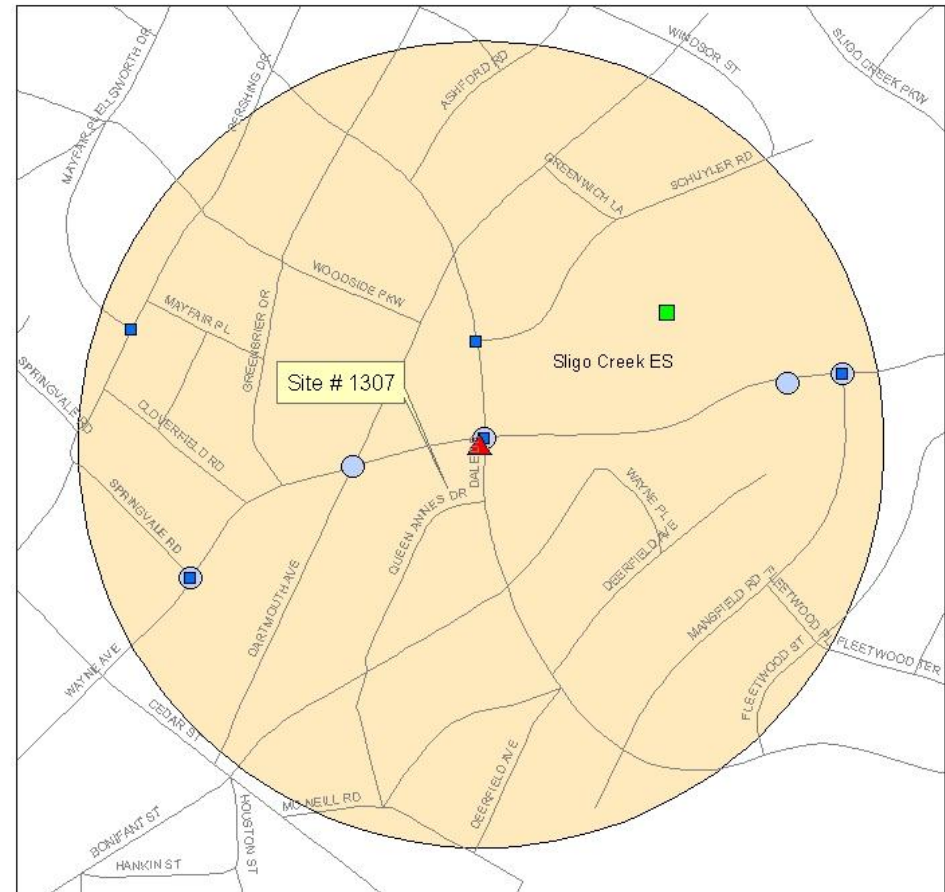 MAYFAIR PL
ELLSWORTH DR
PERSHING DR
ASHFORD RD
WINDSOR ST
SLIGO CREEK PKW
GREENWICH LA
SCHUYLER RD
WOODSIDE PKW
MAYFAIR PL
GREENBRIER DR
Sligo Creek ES
Site # 1307
SPRINGVALE RD
CLOVERFIELD RD
SPRINGVALE RD
QUEEN ANNES DR
WAYNE PL E
DEERFIELD AVE
DARTMOUTH AVE
MANSFIELD RD
FLEETWOOD PL
FLEETWOOD TER
FLEETWOOD ST
WAYNE AVE
CEDAR ST
DEERFIELD AVE
MC NEILL RD
BONIFANT ST
HOUSTON ST
HANKIN ST